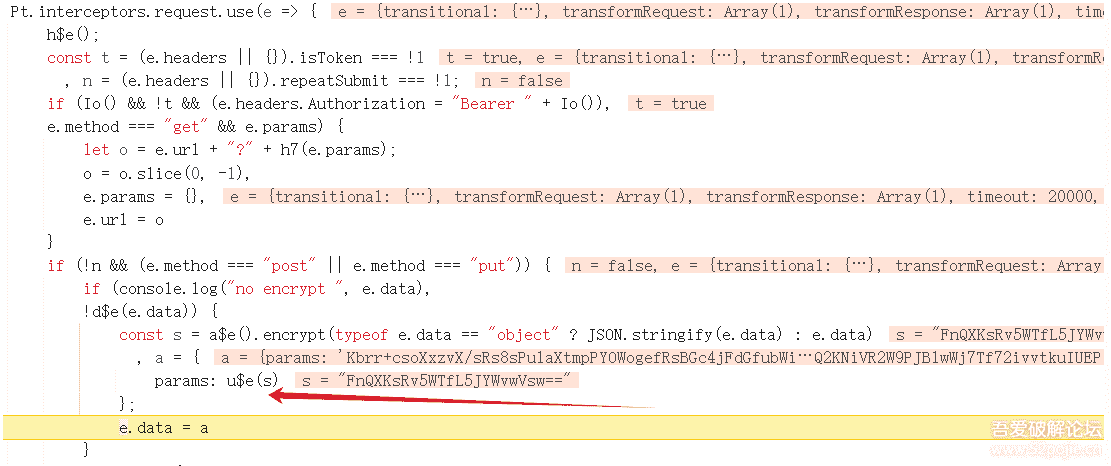 Pt.interceptors.request.use(e => { e = {transitional: {…}, transformRequest: Array(1), transformResponse: Array(1), time
h$e();
const t = (e.headers || {}).isToken === !1 t = true, e = {transitional: {…}, transformRequest: Array(1), transformRe
, n = (e.headers || {}).repeatSubmit === !1; n = false
if (Io() && !t && (e.headers.Authorization = "Bearer " + Io()), t = true
e.method === "get" && e.params) {
let o = e.url + "?" + h7(e.params);
o = o.slice(0, -1),
e.params = {}, e = {transitional: {…}, transformRequest: Array(1), transformResponse: Array(1), timeout: 20000,
e.url = o
}
if (!n && (e.method === "post" || e.method === "put")) { n = false, e = {transitional: {…}, transformRequest: Array
if (console.log("no encrypt ", e.data),
!d$e(e.data)) {
const s = a$e().encrypt(typeof e.data == "object" ? JSON.stringify(e.data) : e.data) s = "FnQXKsRv5WTfL5JYWvw
, a = { a = {params: 'Kbrr+csoXxzvX/sRs8sPulaXtmpPYOWogefRsBGc4jFdGfubWi…Q2KNiVR2W9PJB1wWj7Tf72ivvtkuIUEP
params: u$e(s) s = "FnQXKsRv5WTfL5JYWvwVsw=="
};
e.data = a
}
吾爱破解论坛